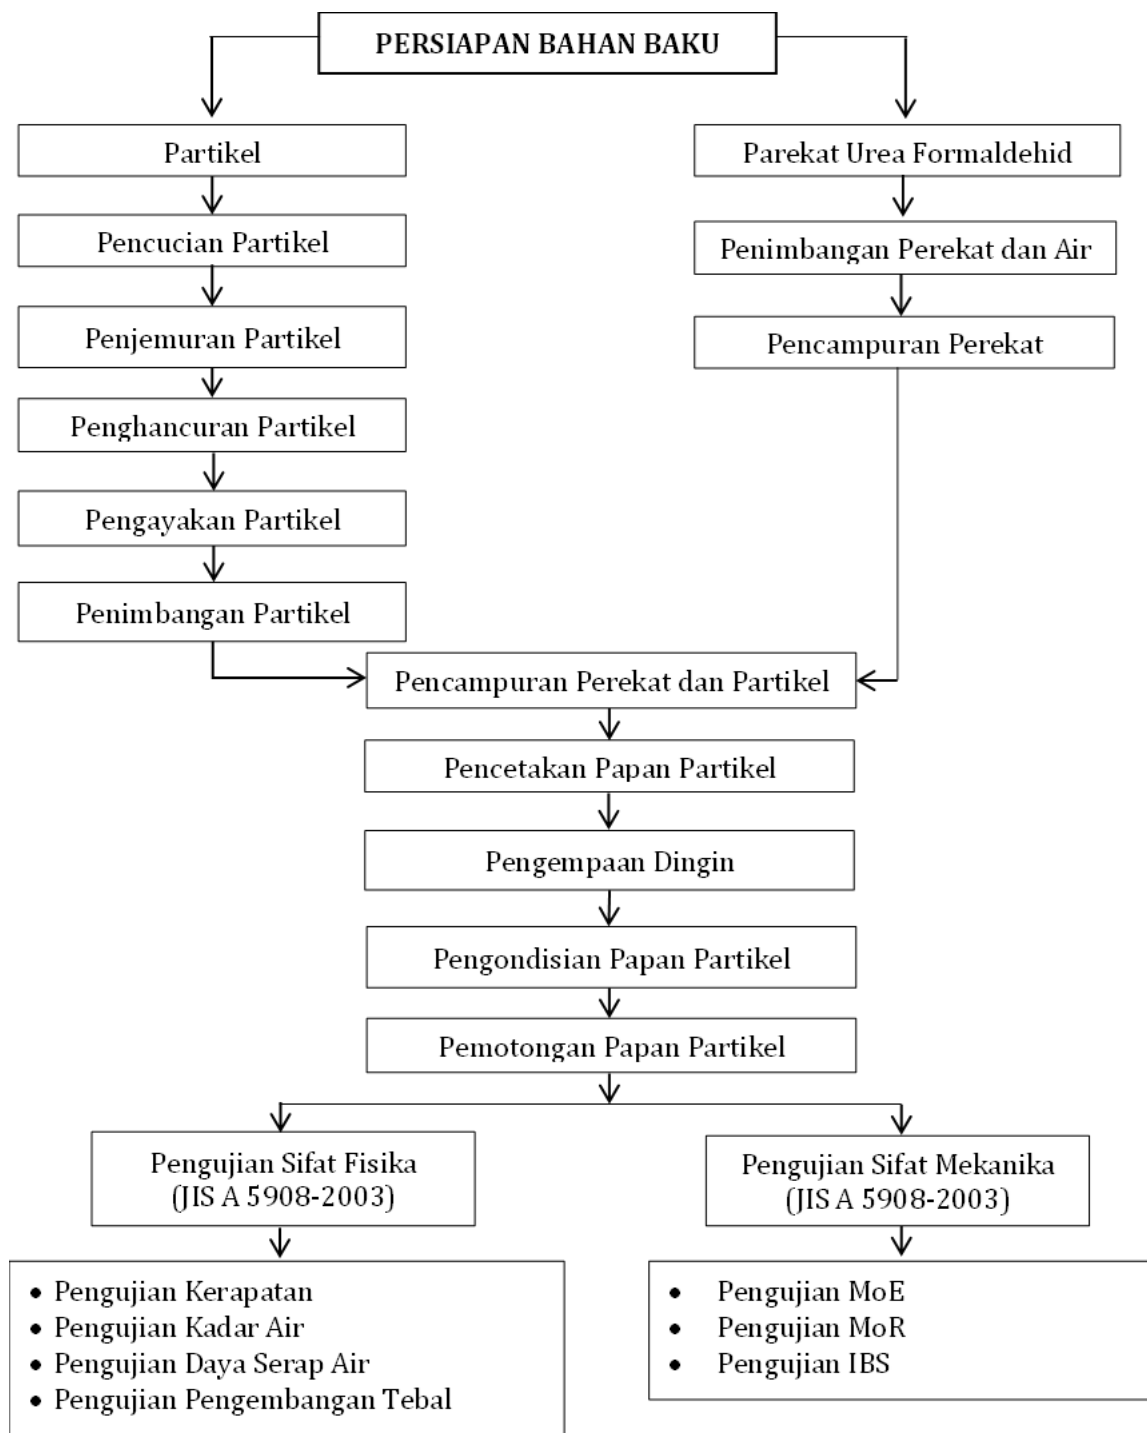 PERSIAPAN BAHAN BAKU
Partikel
Parekat Urea Formaldehid
Pencucian Partikel
Penimbangan Perekat dan Air
Penjemuran Partikel
Pencampuran Perekat
Penghancuran Partikel
Pengayakan Partikel
Penimbangan Partikel
Pencampuran Perekat dan Partikel
Pencetakan Papan Partikel
Pengempaan Dingin
Pengondisian Papan Partikel
Pemotongan Papan Partikel
Pengujian Sifat Fisika
(JIS A 5908-2003)
Pengujian Sifat Mekanika
(JIS A 5908-2003)
• Pengujian Kerapatan
• Pengujian Kadar Air
• Pengujian Daya Serap Air
• Pengujian Pengembangan Tebal
• Pengujian MoE
• Pengujian MoR
• Pengujian IBS